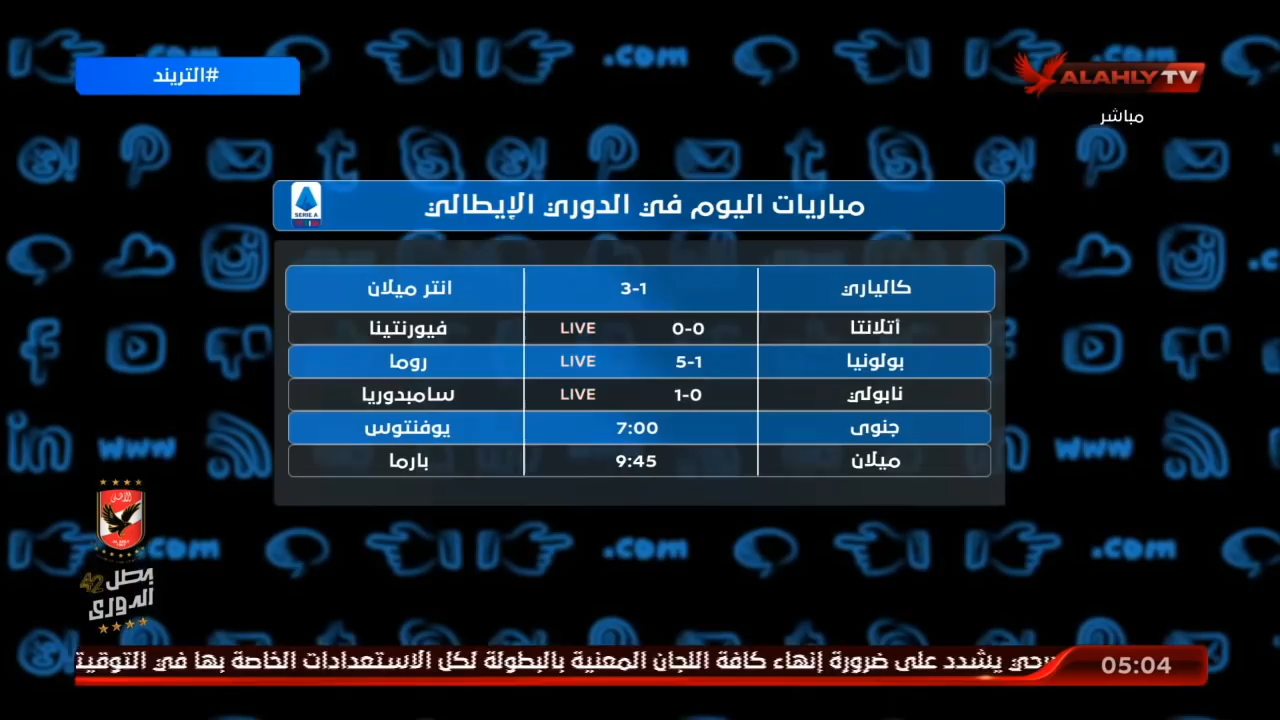 #التريند
ALAHLY TV
مباشر
مباريات اليوم في الدوري الإيطالي
SERIE A
كالياري 3-1 انتر ميلان
أتلانتا 0-0 LIVE فيورنتينا
بولونيا 5-1 LIVE روما
نابولي 1-0 LIVE سامبدوريا
جنوى 7:00 يوفنتوس
ميلان 9:45 بارما
بطل 42
الدوري
يشدد على ضرورة إنهاء كافة اللجان المعنية بالبطولة لكل الاستعدادات الخاصة بها في
05:04